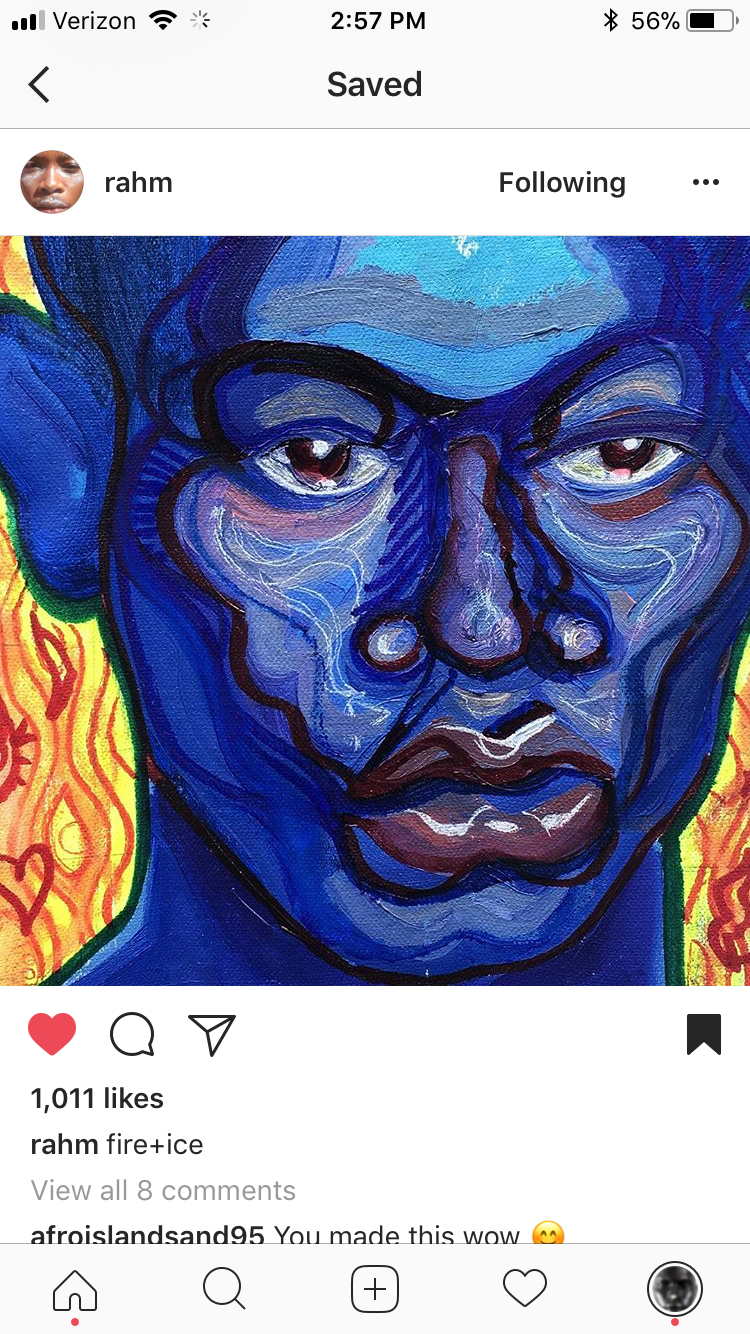 Verizon 2:57 PM 56%
Saved
rahm Following
1,011 likes
rahm fire+ice
View all 8 comments
afroislandsand95 You made this wow 😊